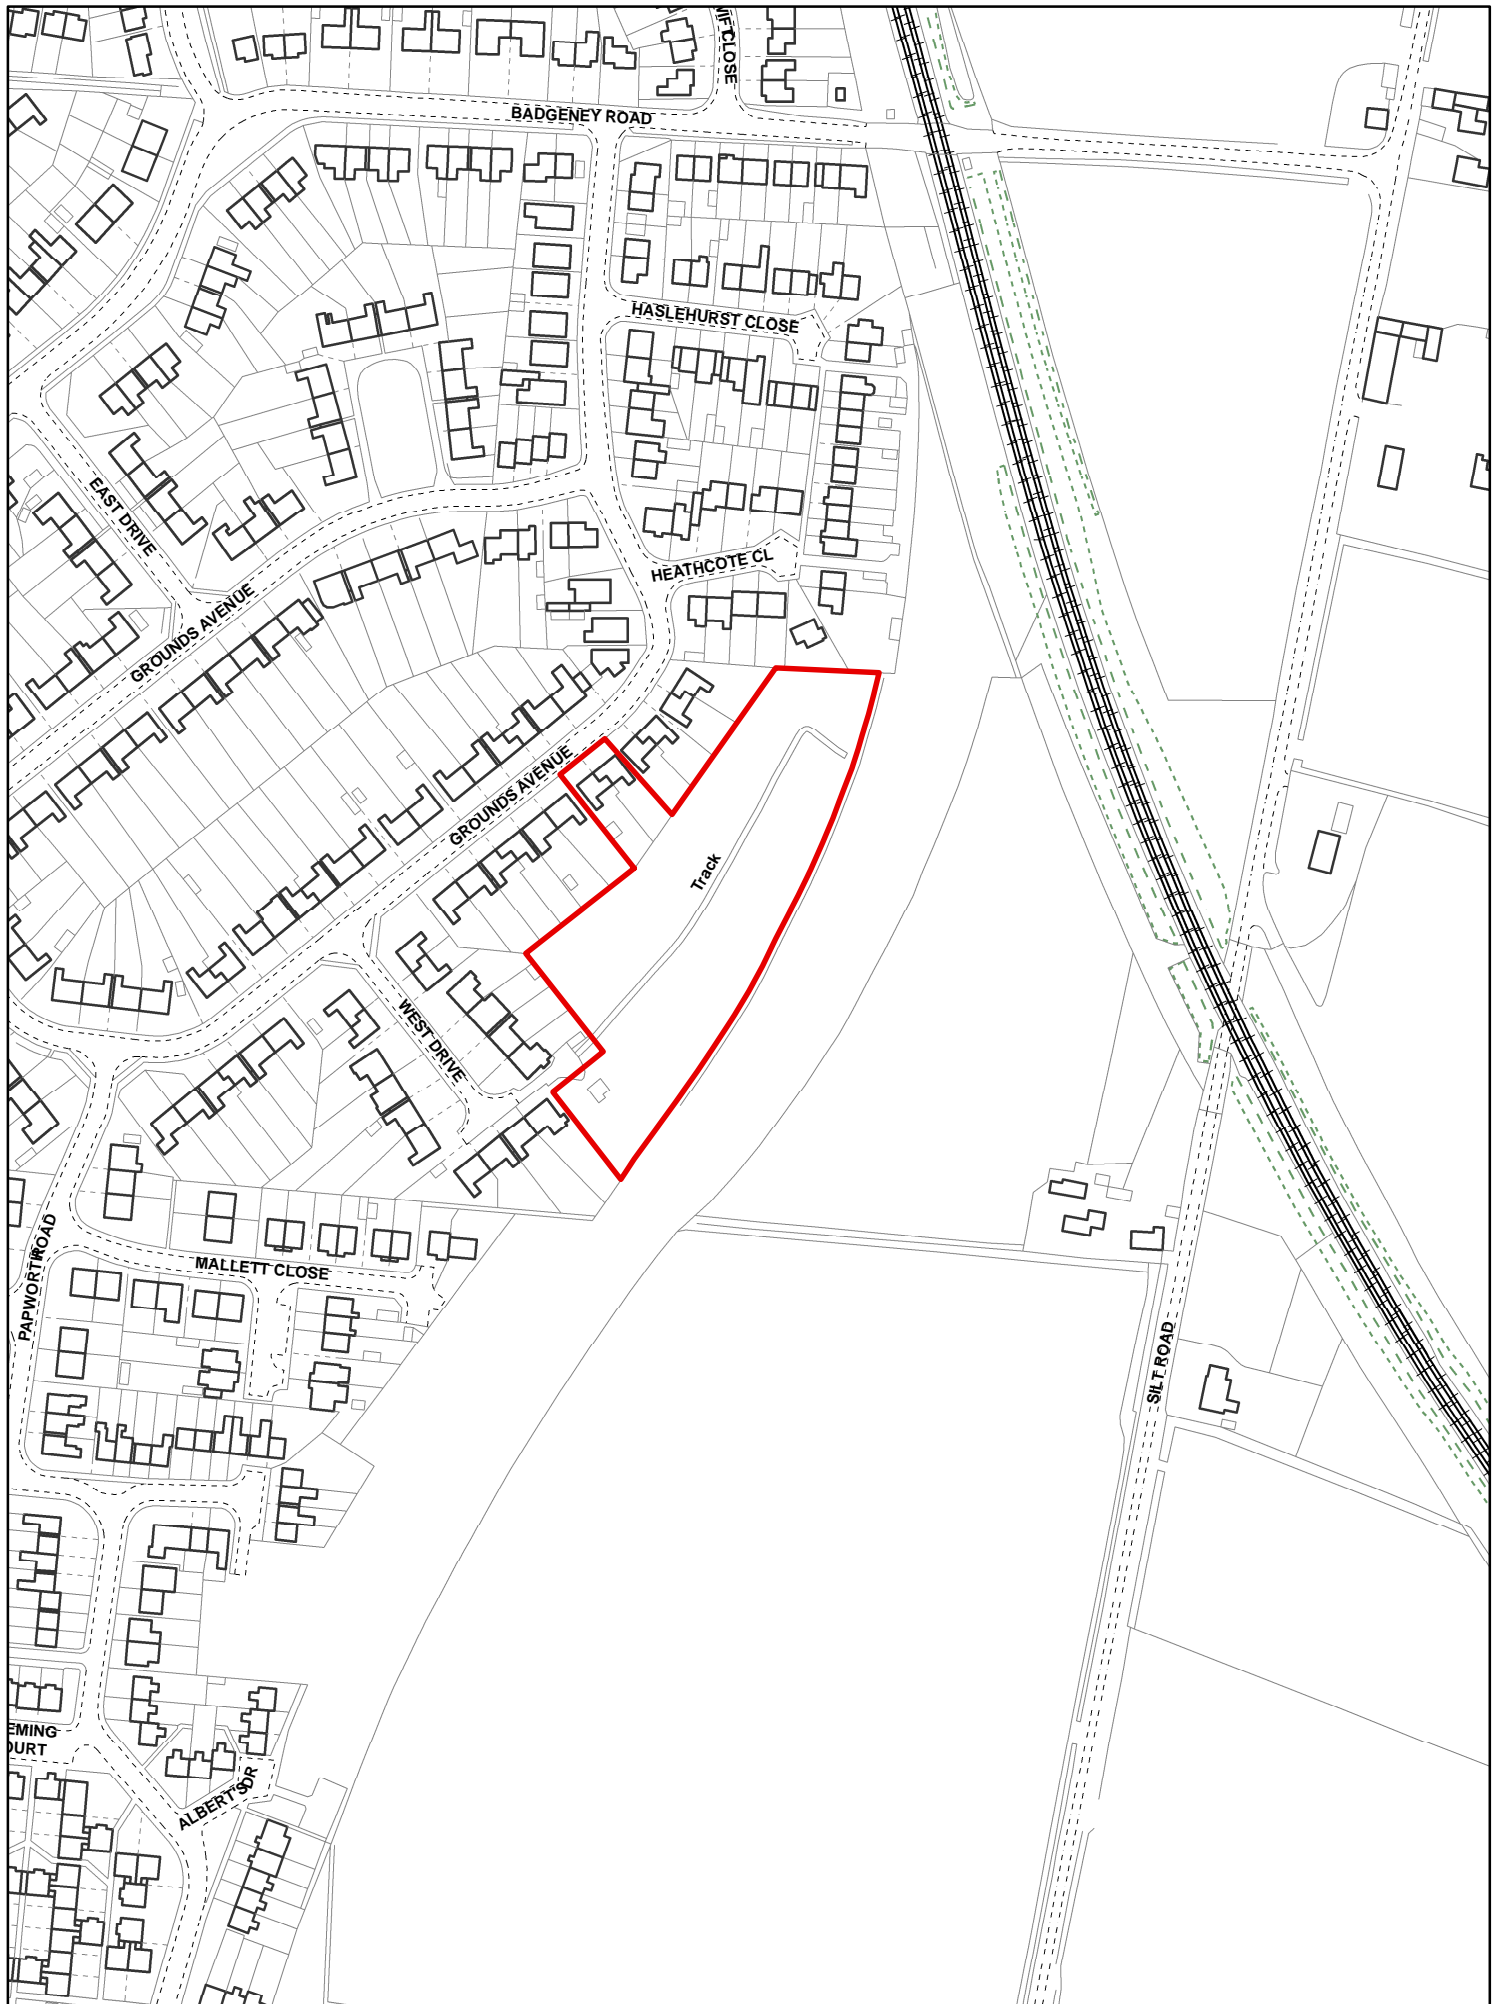 WIFT CLOSE
BADGENEY ROAD
HASLEHURST CLOSE
EAST DRIVE
HEATHCOTE CL
GROUNDS AVENUE
GROUNDS AVENUE
Track
WEST DRIVE
PAPWORTH ROAD
MALLETT CLOSE
SILT ROAD
EMING
OURT
ALBERT'S DR